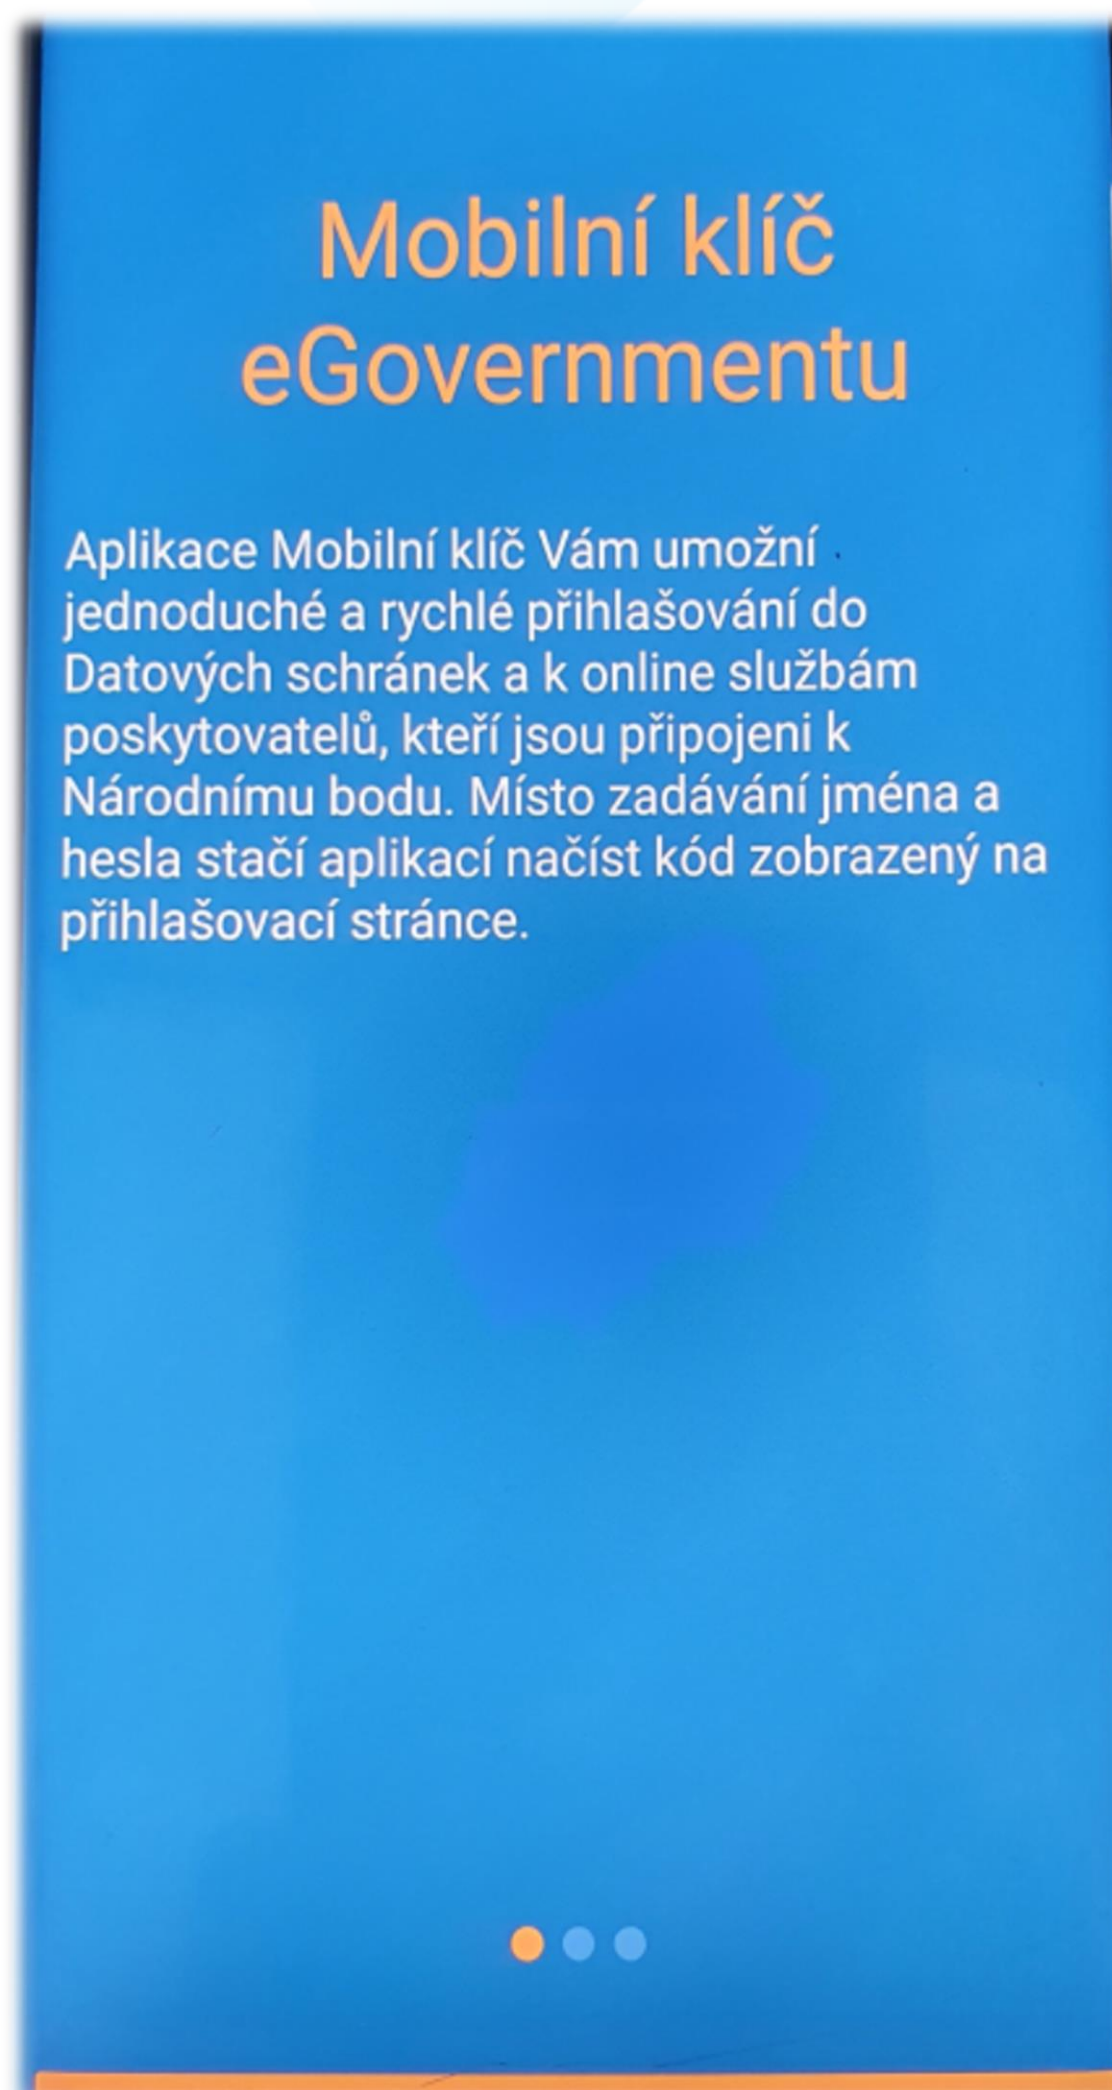 Mobilní klíč
eGovernmentu
Aplikace Mobilní klíč Vám umožní
jednoduché a rychlé přihlašování do
Datových schránek a k online službám
poskytovatelů, kteří jsou připojeni k
Národnímu bodu. Místo zadávání jména a
hesla stačí aplikací načíst kód zobrazený na
přihlašovací stránce.